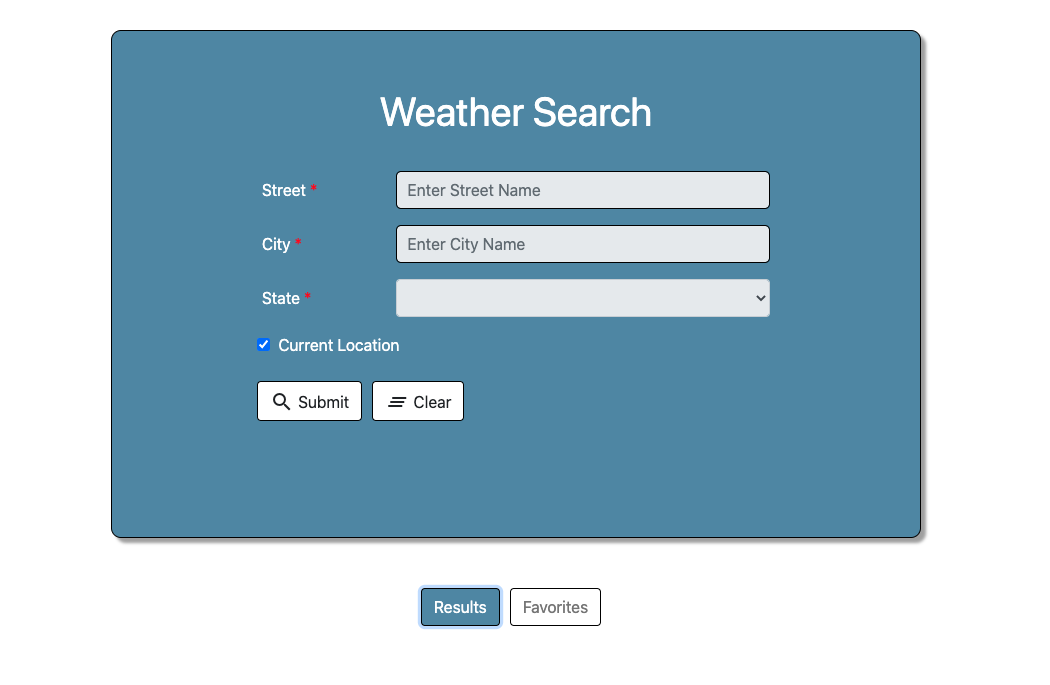 Weather Search
Street *
Enter Street Name
City *
Enter City Name
State *
Current Location
Submit
Clear
Results
Favorites